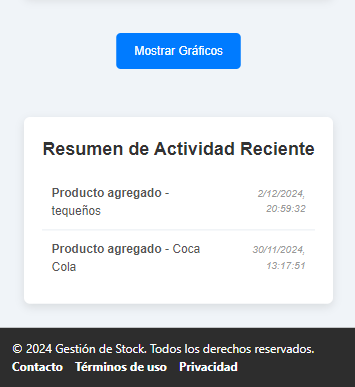 Mostrar Gráficos
Resumen de Actividad Reciente
Producto agregado -
tequeños
2/12/2024,
20:59:32
Producto agregado - Coca
Cola
30/11/2024,
13:17:51
© 2024 Gestión de Stock. Todos los derechos reservados.
Contacto Términos de uso Privacidad